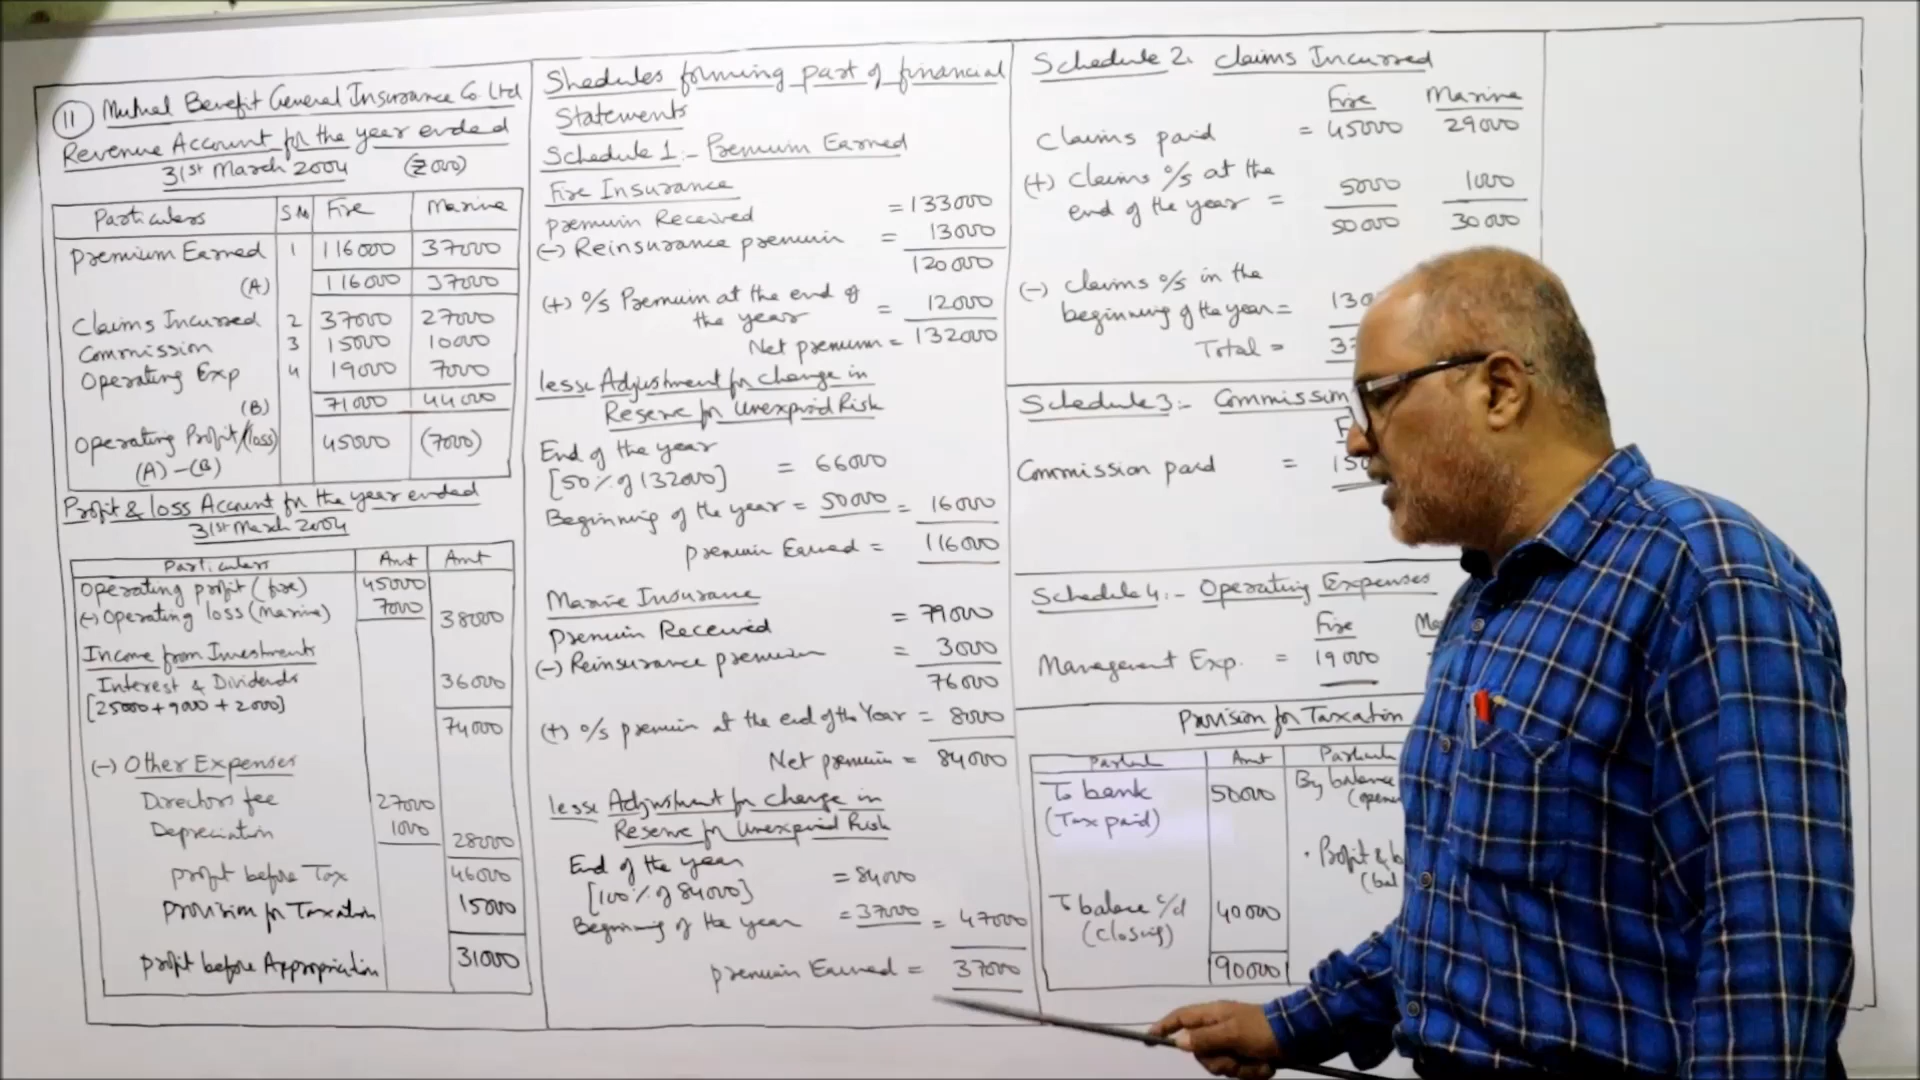 11 Mutual Benefit General Insurance Co. Ltd
Revenue Account for the year ended
31st March 2004 (₹000)
Particulars S No Fire Marine
Premium Earned 1 116000 37000
(A) 116000 37000
Claims Incurred 2 37000 27000
Commission 3 15000 10000
Operating Exp 4 19000 7000
(B) 71000 44000
Operating Profit/(loss) 45000 (7000)
(A) - (B)
Profit & loss Account for the year ended
31st March 2004
Particulars Amt Amt
Operating profit (fire) 45000
(-) Operating loss (Marine) 7000 38000
Income from Investments
Interest & Dividends 36000
[25000 + 9000 + 2000]
74000
(-) Other Expenses
Directors fee 27000
Depreciation 1000 28000
Profit before Tax 46000
Provision for Taxation 15000
Profit before Appropriation 31000
Shedules forming part of financial
Statements
Schedule 1:- Premium Earned
Fire Insurance
Premium Received = 133000
(-) Reinsurance premium = 13000
120000
(+) O/s Premium at the end of
the year = 12000
Net premium = 132000
less: Adjustment for change in
Reserve for Unexpired Risk
End of the year
[50% of 132000] = 66000
Beginning of the year = 50000 = 16000
premium Earned = 116000
Marine Insurance
Premium Received = 79000
(-) Reinsurance premium = 3000
76000
(+) O/s premium at the end of the Year = 8000
Net premium = 84000
less: Adjustment for change in
Reserve for Unexpired Risk
End of the year
[100% of 84000] = 84000
Beginning of the year = 37000 = 47000
premium Earned = 37000
Schedule 2: Claims Incurred
Fire Marine
Claims paid = 45000 29000
(+) Claims o/s at the
end of the year = 5000 1000
50000 30000
(-) claims o/s in the
beginning of the year =
Total =
Schedule 3:- Commission
Commission paid =
Schedule 4:- Operating Expenses
Fire
Management Exp. = 19000
Provision for Taxation
Amt
To bank 50000 By balance
(Tax paid)
Profit &
To balance c/d 40000
(Closing)
90000